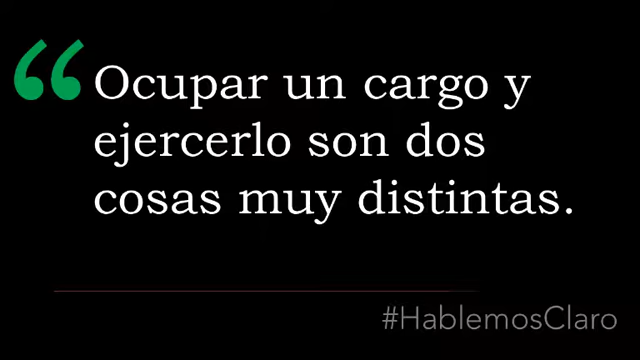 “Ocupar un cargo y
ejercerlo son dos
cosas muy distintas.
#HablemosClaro